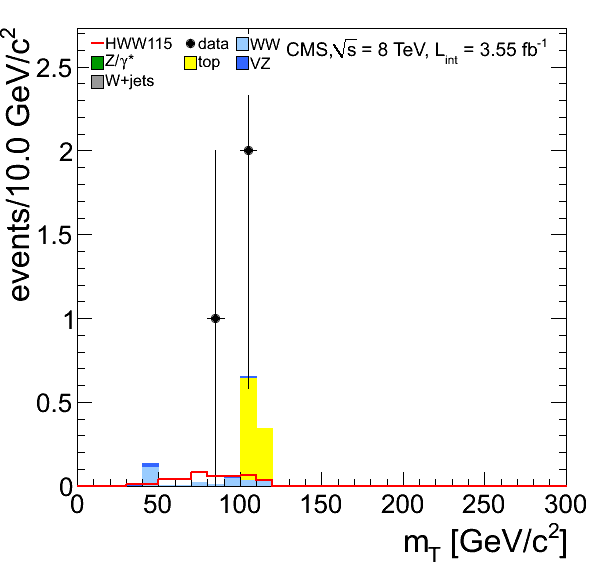 HWW115 data WW CMS,√s = 8 TeV, L_int = 3.55 fb⁻¹
Z/γ* top VZ
W+jets
events/10.0 GeV/c²
2.5
2
1.5
1
0.5
0
0 50 100 150 200 250 300
m_T [GeV/c²]